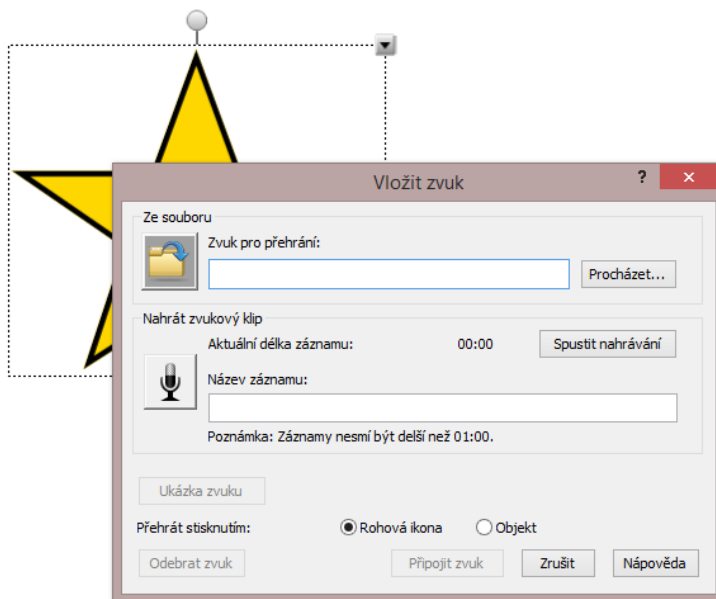 Vložit zvuk
?
×
Ze souboru
Zvuk pro přehrání:
Procházet...
Nahrát zvukový klip
Aktuální délka záznamu: 00:00 Spustit nahrávání
Název záznamu:
Poznámka: Záznamy nesmí být delší než 01:00.
Ukázka zvuku
Přehrát stisknutím: Rohová ikona Objekt
Odebrat zvuk Připojit zvuk Zrušit Nápověda